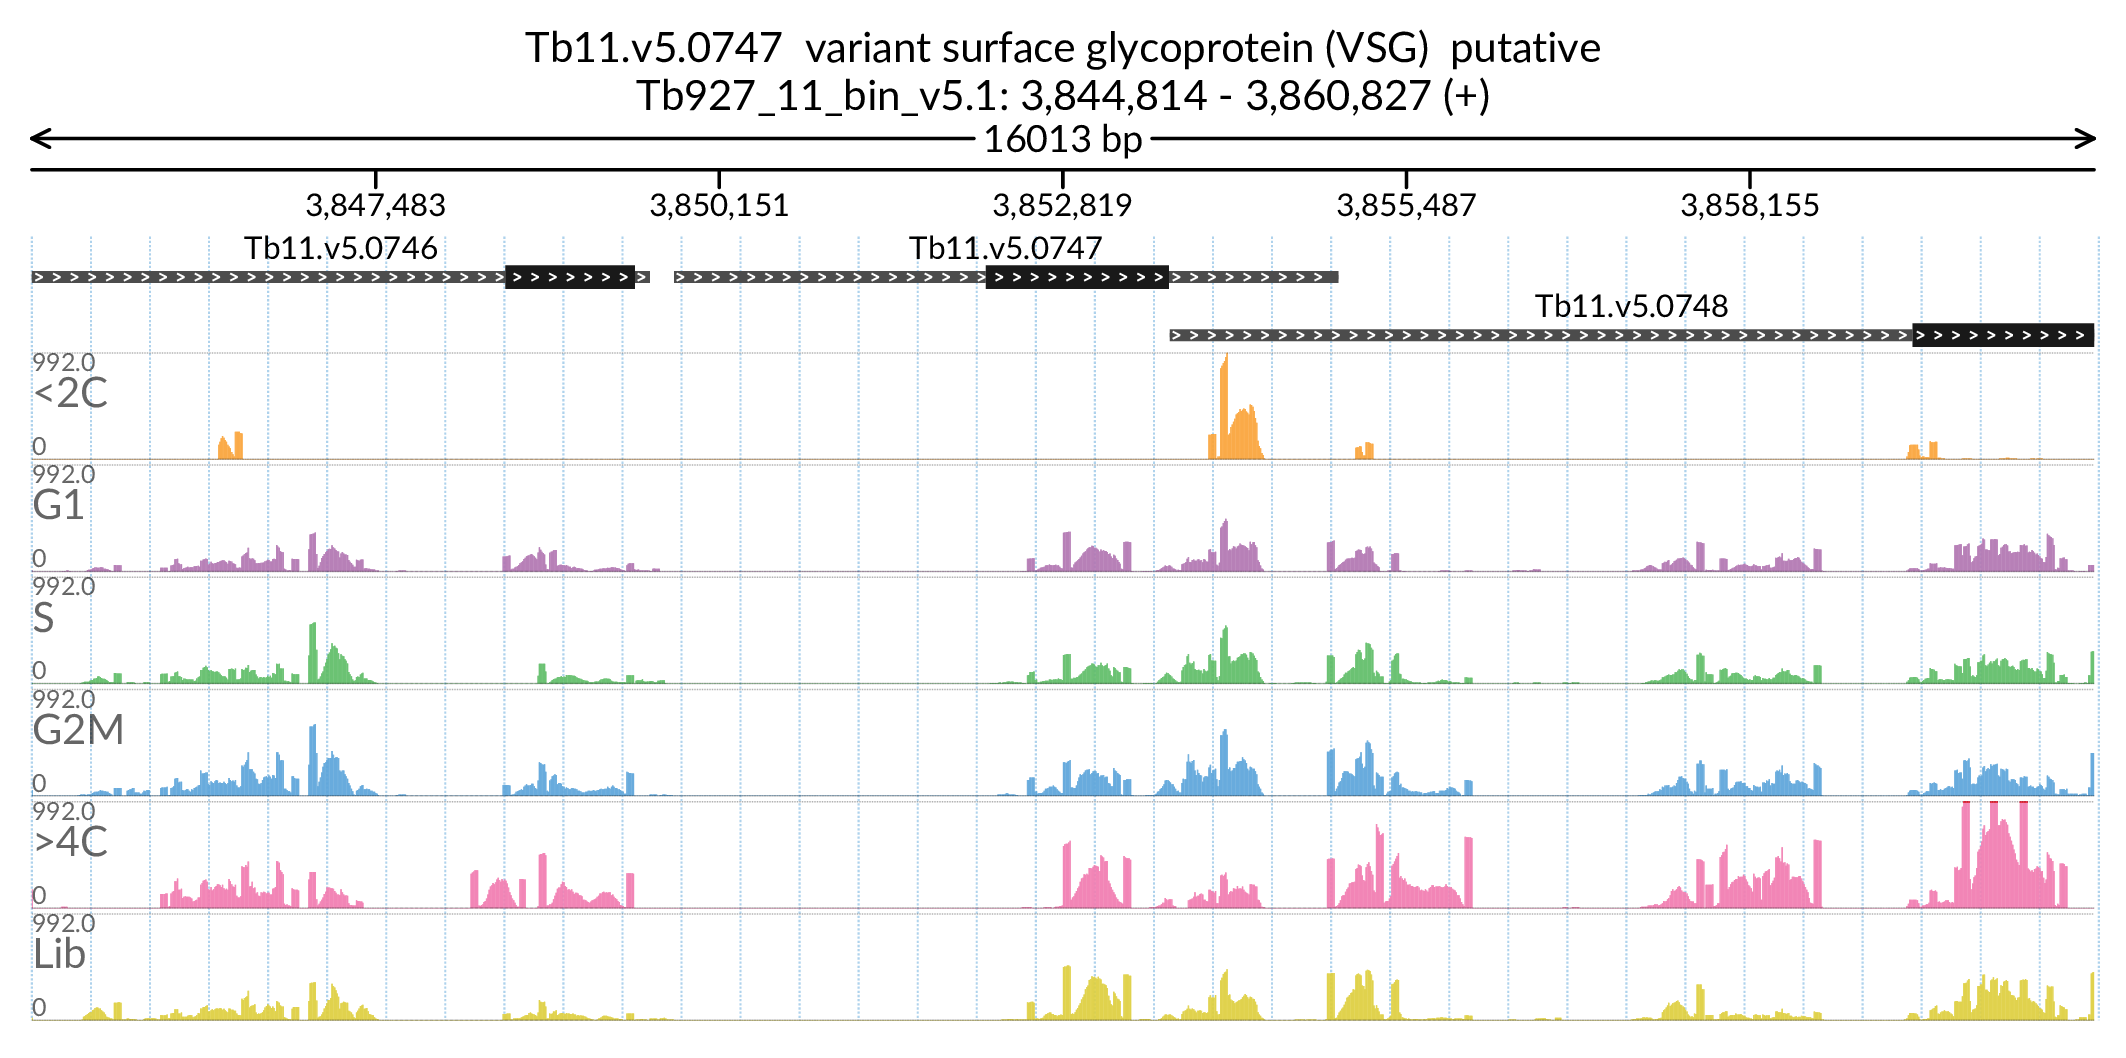 Tb11.v5.0747 variant surface glycoprotein (VSG) putative
Tb927_11_bin_v5.1: 3,844,814 - 3,860,827 (+)
16013 bp
3,847,483 3,850,151 3,852,819 3,855,487 3,858,155
Tb11.v5.0746 Tb11.v5.0747
Tb11.v5.0748
992.0
<2C
0
992.0
G1
0
992.0
S
0
992.0
G2M
0
992.0
>4C
0
992.0
Lib
0